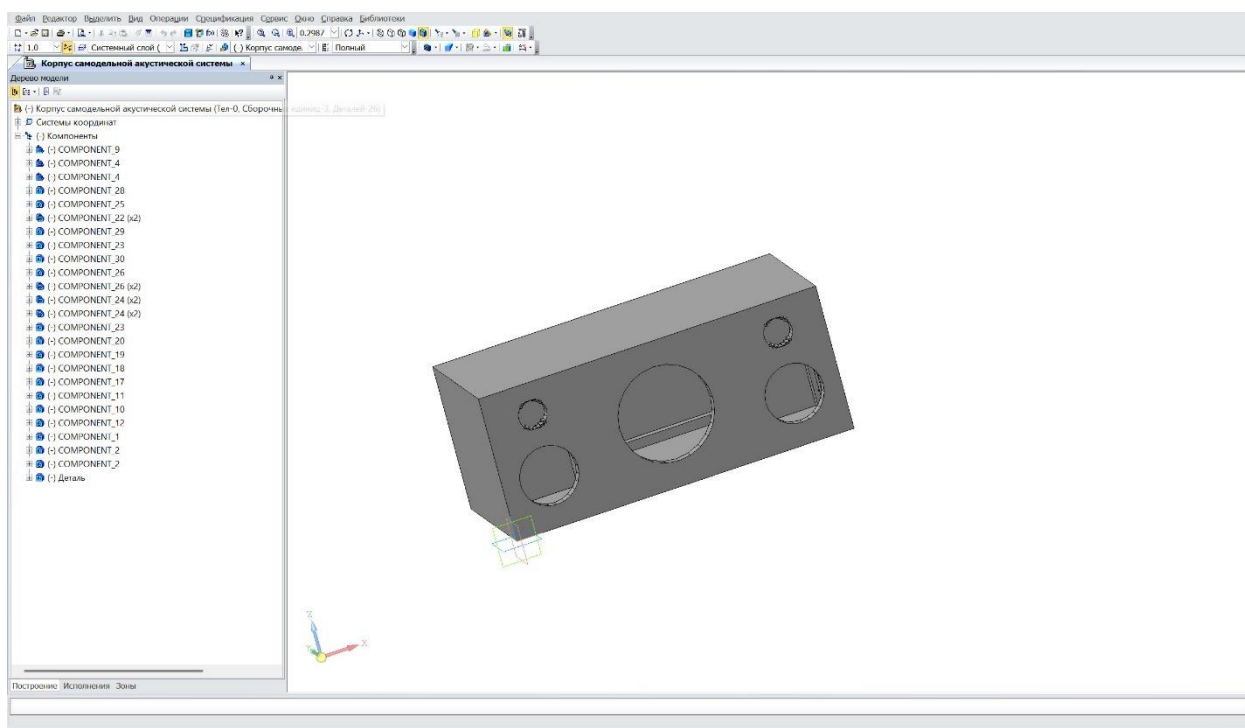 Файл Редактор Выделить Вид Операции Спецификация Сервис Окно Справка Библиотеки
0.2987
1.0 Системный слой ( ( ) Корпус самоде. Полный
Корпус самодельной акустической системы ×
Дерево модели
(-) Корпус самодельной акустической системы (Тел-0, Сборочных единиц-3, Деталей-26)
Системы координат
(-) Компоненты
(-) COMPONENT_9
(-) COMPONENT_4
(-) COMPONENT_4
(-) COMPONENT_28
(-) COMPONENT_25
(-) COMPONENT_22 (x2)
(-) COMPONENT_29
(-) COMPONENT_23
(-) COMPONENT_30
(-) COMPONENT_26
(-) COMPONENT_26 (x2)
(-) COMPONENT_24 (x2)
(-) COMPONENT_24 (x2)
(-) COMPONENT_23
(-) COMPONENT_20
(-) COMPONENT_19
(-) COMPONENT_18
(-) COMPONENT_17
( ) COMPONENT_11
(-) COMPONENT_10
(-) COMPONENT_12
(-) COMPONENT_1
(-) COMPONENT_2
(-) COMPONENT_2
(-) Деталь
Z
X
Построение Исполнения Зоны